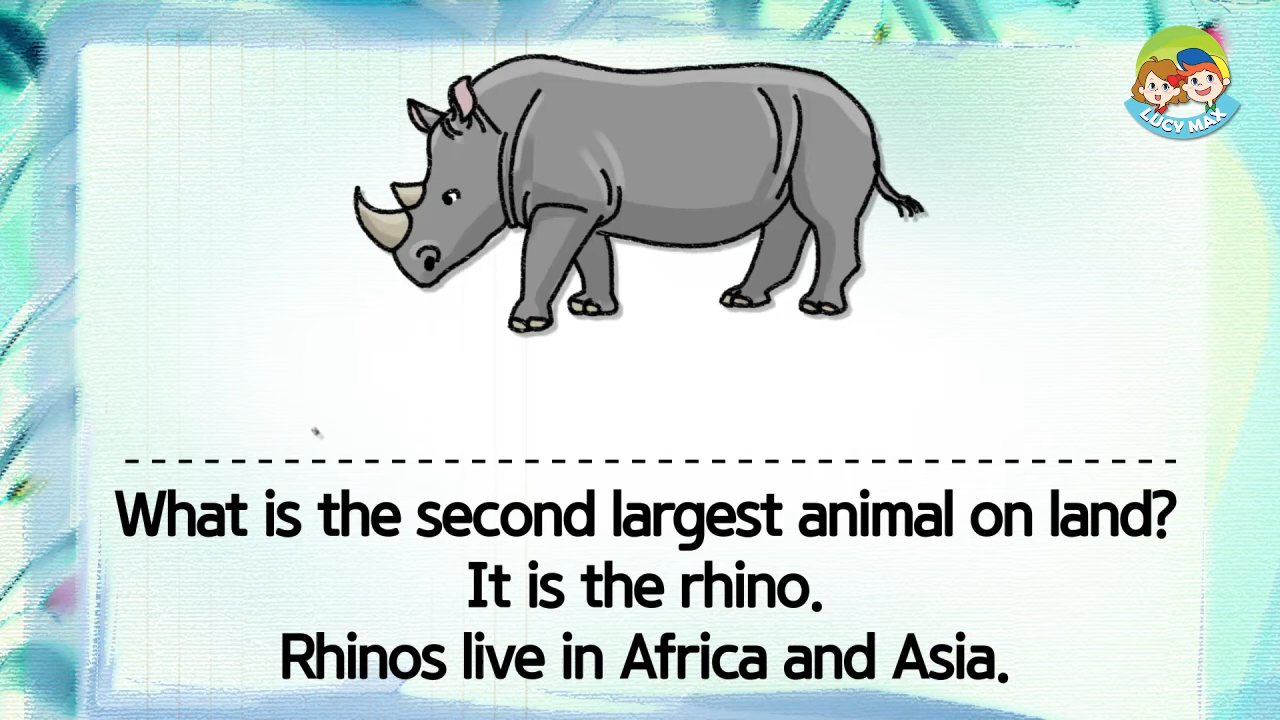 LUCY MAX
What is the second largest animal on land?
It is the rhino.
Rhinos live in Africa and Asia.